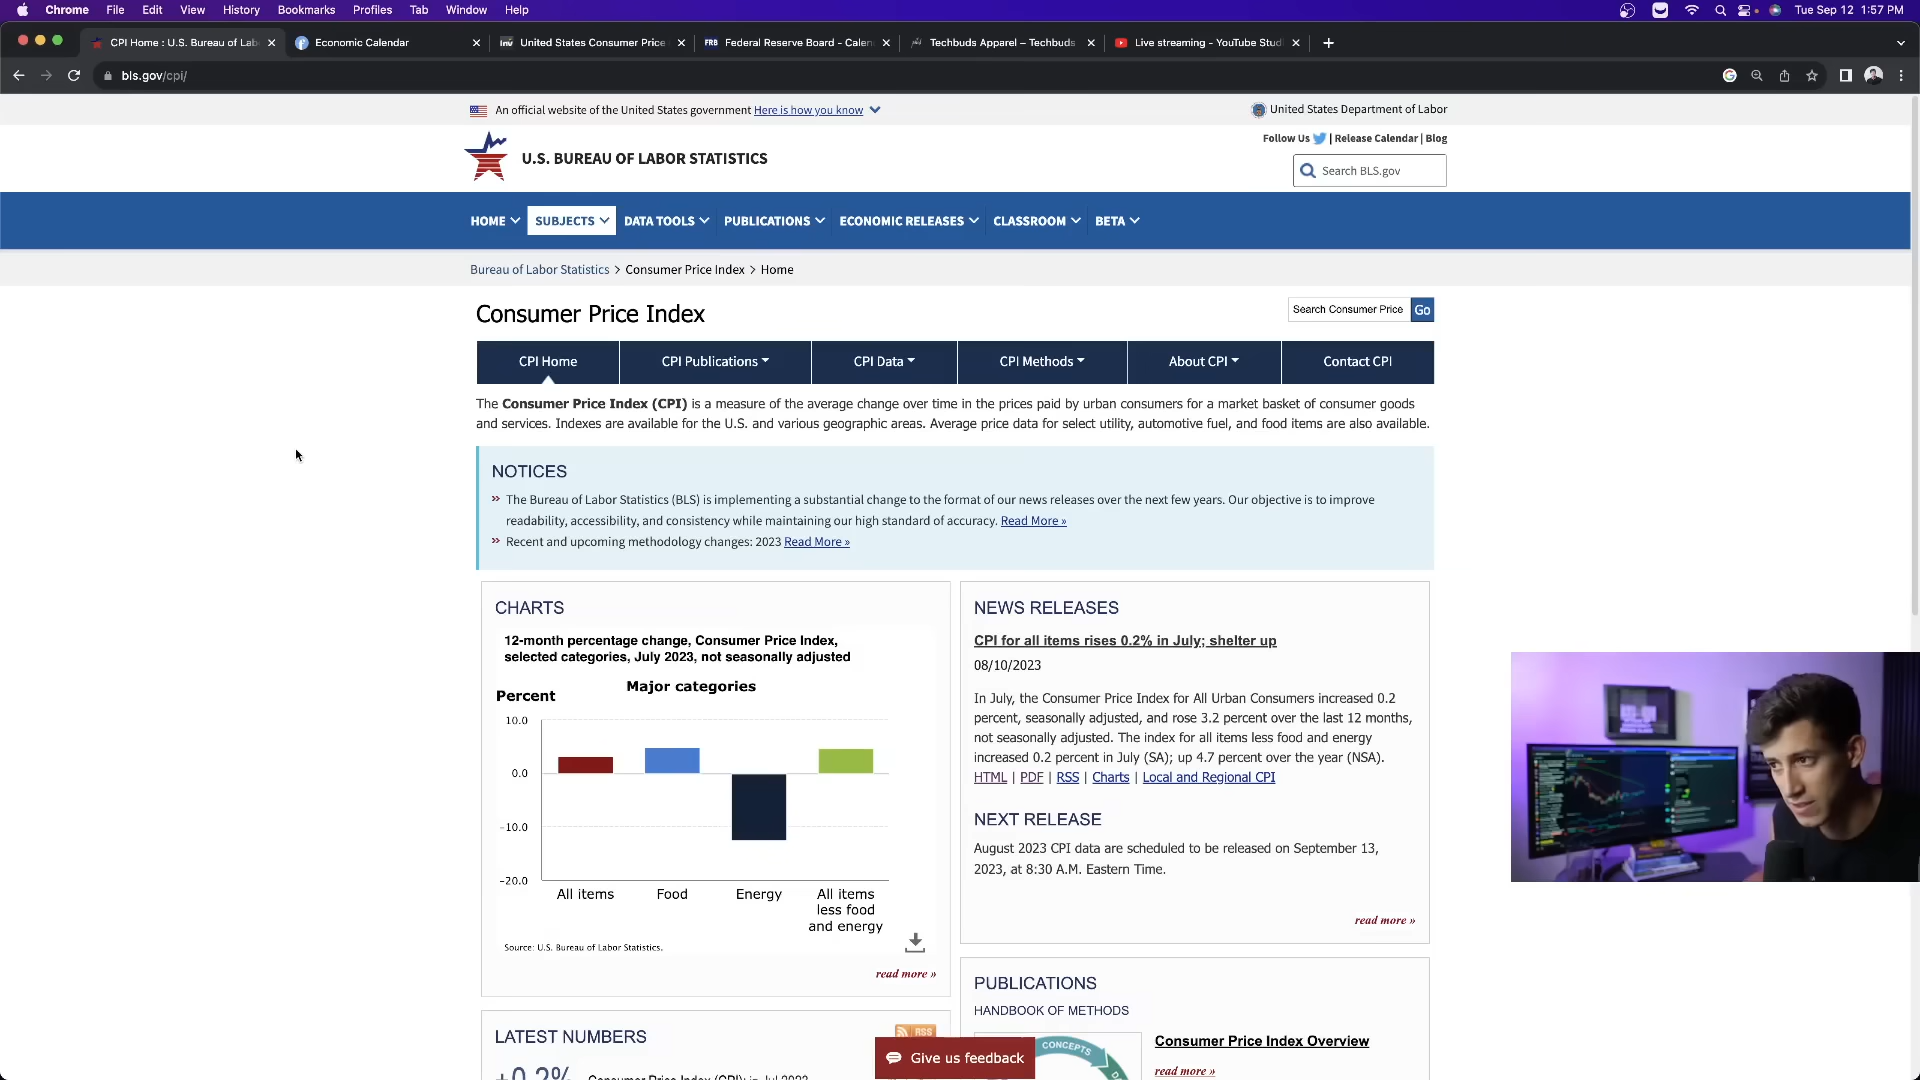 Chrome File Edit View History Bookmarks Profiles Tab Window Help Tue Sep 12 1:57 PM
CPI Home : U.S. Bureau of Lab Economic Calendar United States Consumer Price Federal Reserve Board - Calen Techbuds Apparel – Techbuds Live streaming - YouTube Stud
bls.gov/cpi/
An official website of the United States government Here is how you know
United States Department of Labor
Follow Us | Release Calendar | Blog
U.S. BUREAU OF LABOR STATISTICS
Search BLS.gov
HOME SUBJECTS DATA TOOLS PUBLICATIONS ECONOMIC RELEASES CLASSROOM BETA
Bureau of Labor Statistics > Consumer Price Index > Home
Consumer Price Index
Search Consumer Price Go
CPI Home CPI Publications CPI Data CPI Methods About CPI Contact CPI
The Consumer Price Index (CPI) is a measure of the average change over time in the prices paid by urban consumers for a market basket of consumer goods
and services. Indexes are available for the U.S. and various geographic areas. Average price data for select utility, automotive fuel, and food items are also available.
NOTICES
» The Bureau of Labor Statistics (BLS) is implementing a substantial change to the format of our news releases over the next few years. Our objective is to improve
readability, accessibility, and consistency while maintaining our high standard of accuracy. Read More »
» Recent and upcoming methodology changes: 2023 Read More »
CHARTS
12-month percentage change, Consumer Price Index,
selected categories, July 2023, not seasonally adjusted
Major categories
Percent
10.0
0.0
-10.0
-20.0
All items Food Energy All items
less food
and energy
Source: U.S. Bureau of Labor Statistics.
read more »
NEWS RELEASES
CPI for all items rises 0.2% in July; shelter up
08/10/2023
In July, the Consumer Price Index for All Urban Consumers increased 0.2
percent, seasonally adjusted, and rose 3.2 percent over the last 12 months,
not seasonally adjusted. The index for all items less food and energy
increased 0.2 percent in July (SA); up 4.7 percent over the year (NSA).
HTML | PDF | RSS | Charts | Local and Regional CPI
NEXT RELEASE
August 2023 CPI data are scheduled to be released on September 13,
2023, at 8:30 A.M. Eastern Time.
read more »
LATEST NUMBERS
RSS
+0.2% Consumer Price Index (CPI) in Jul 2023
Give us feedback
PUBLICATIONS
HANDBOOK OF METHODS
CONCEPTS
Consumer Price Index Overview
read more »